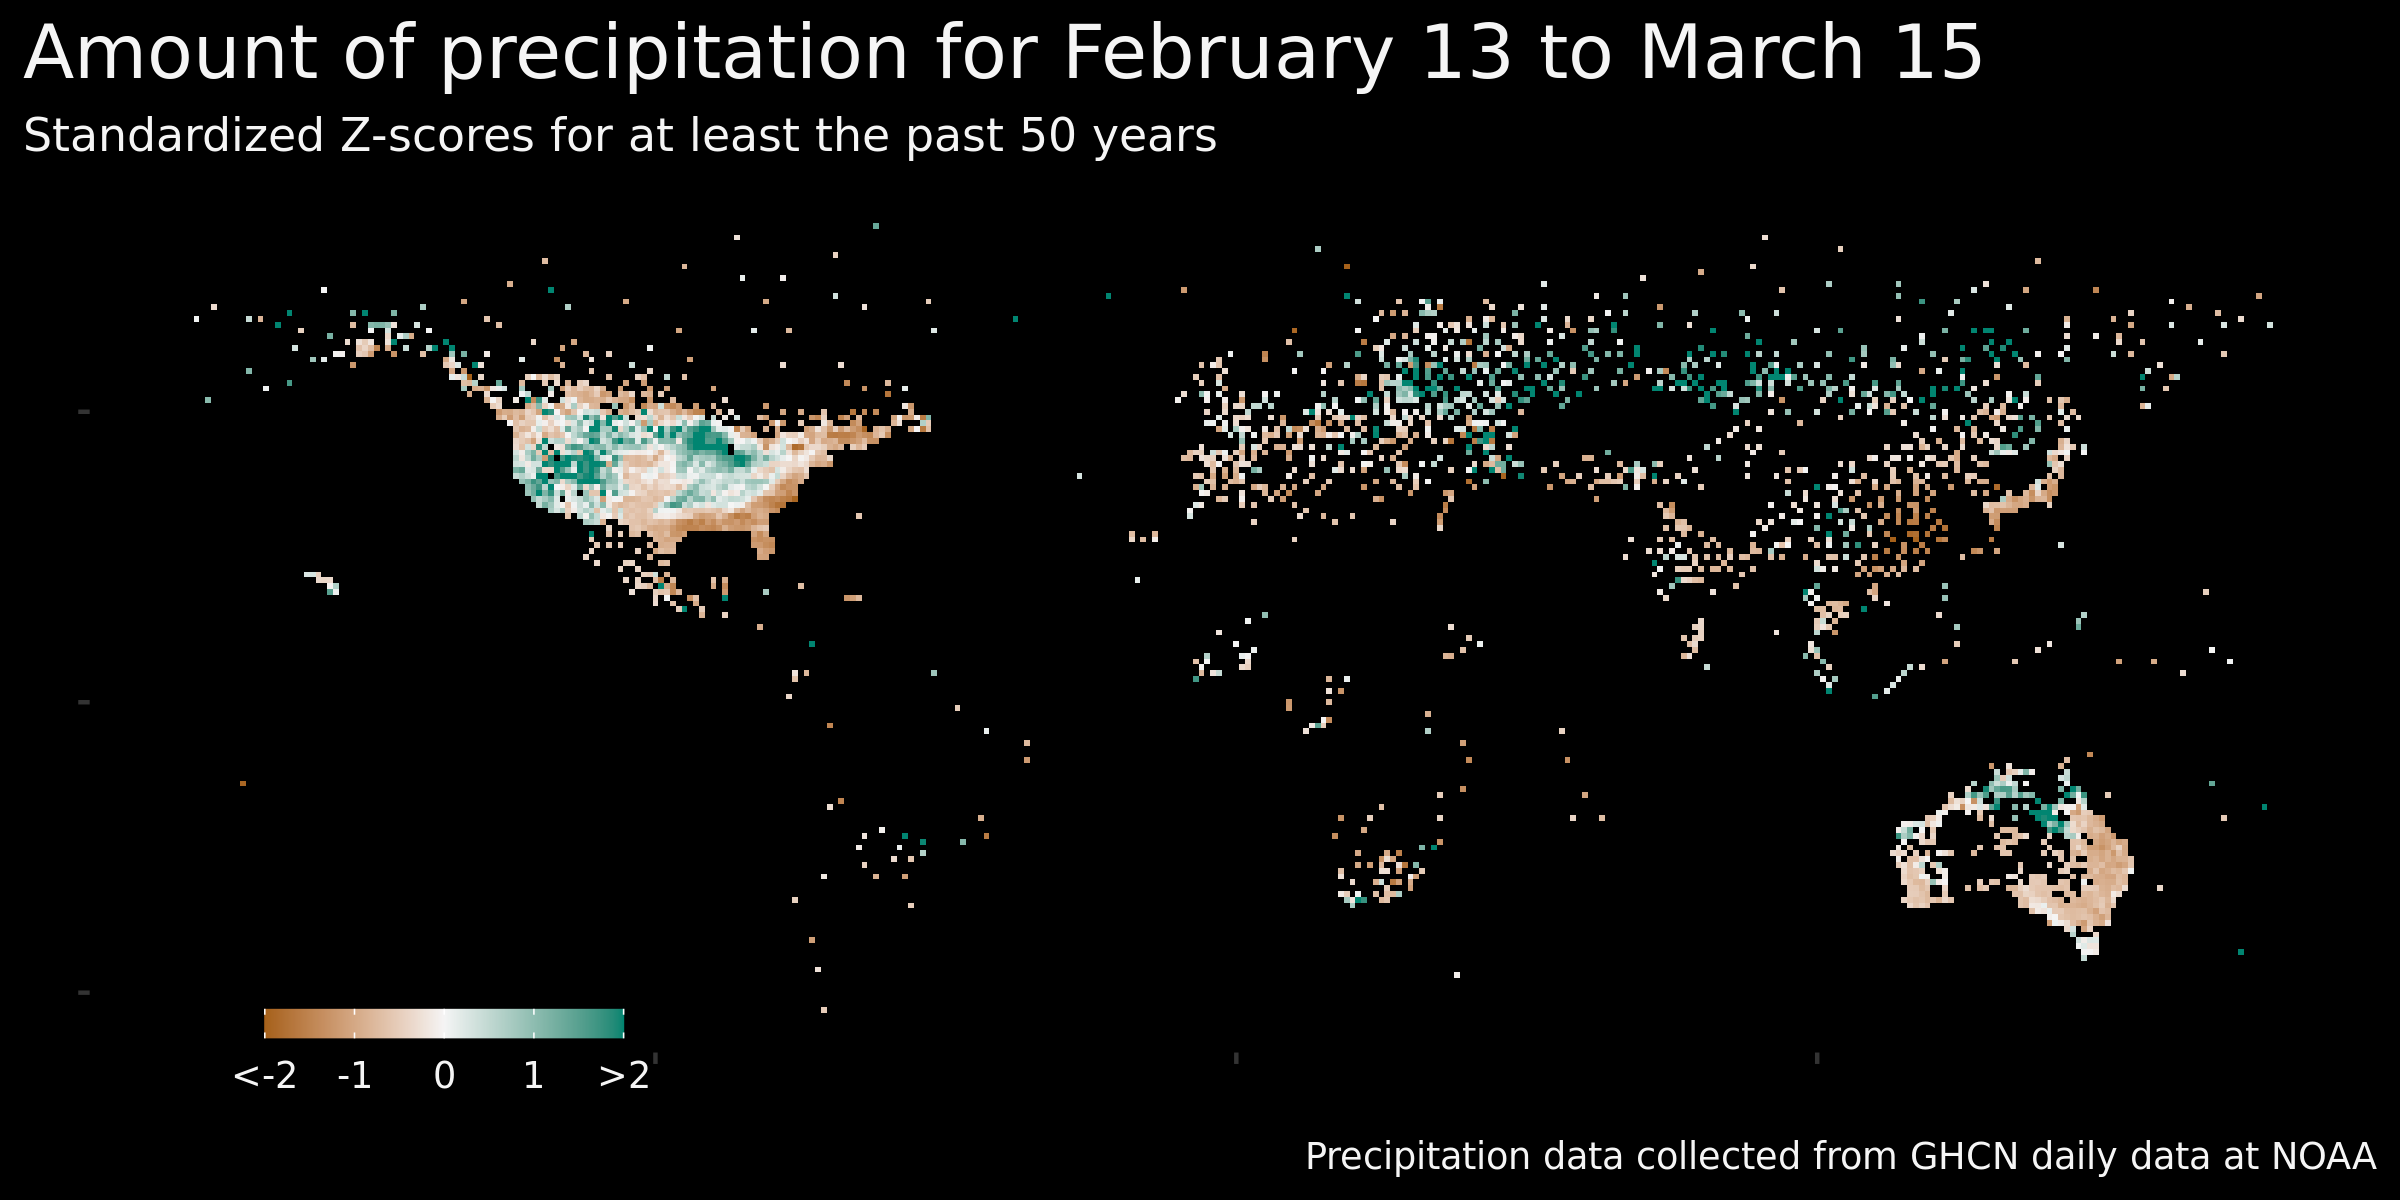 Amount of precipitation for February 13 to March 15
Standardized Z-scores for at least the past 50 years
<-2 -1 0 1 >2
Precipitation data collected from GHCN daily data at NOAA